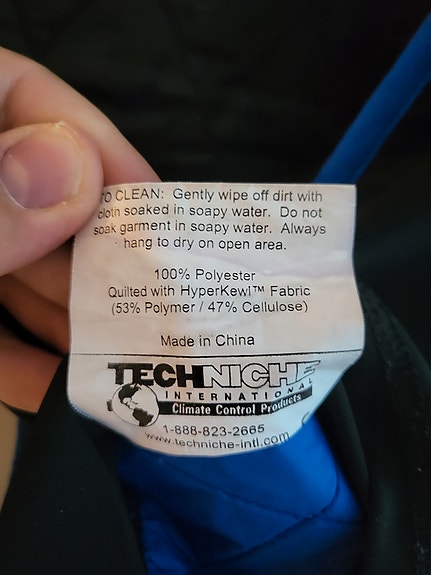 TO CLEAN: Gently wipe off dirt with
cloth soaked in soapy water. Do not
soak garment in soapy water. Always
hang to dry on open area.
100% Polyester
Quilted with HyperKewl™ Fabric
(53% Polymer / 47% Cellulose)
Made in China
TECHNICHE
INTERNATIONAL
Climate Control Products
1-888-823-2665
www.techniche-intl.com